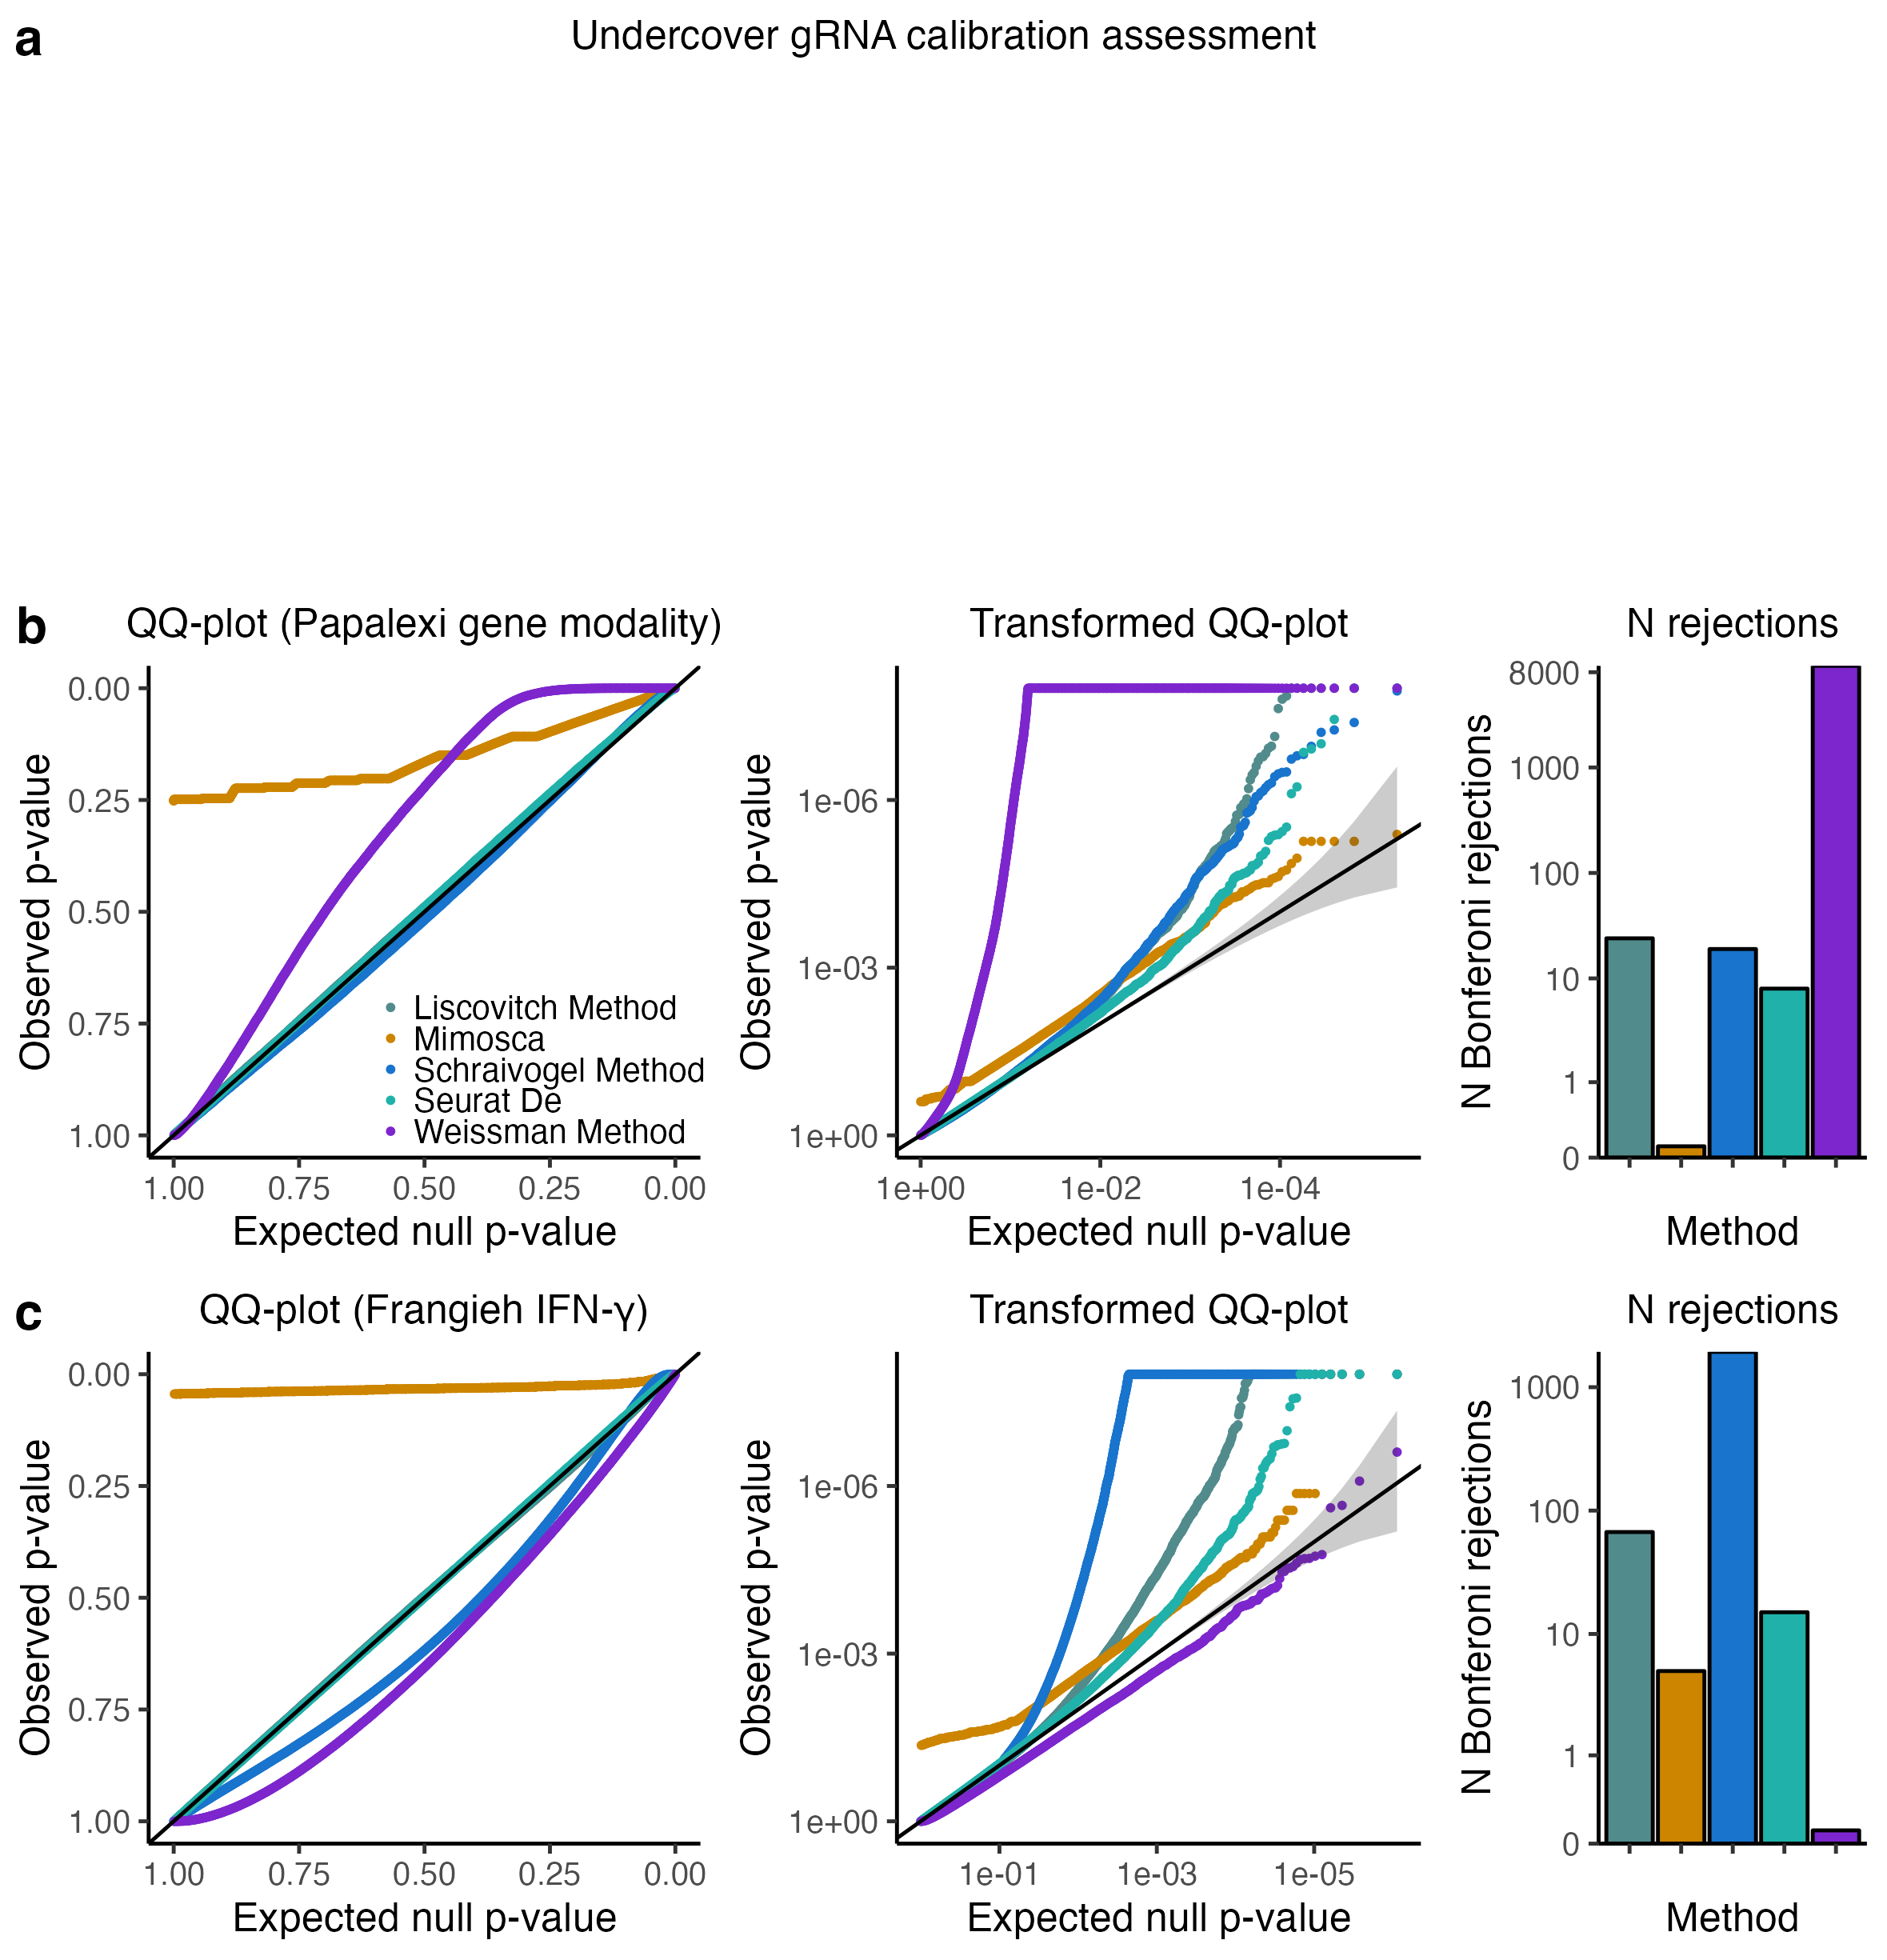 a
Undercover gRNA calibration assessment
b
QQ-plot (Papalexi gene modality)
0.00
0.25
0.50
0.75
1.00
Observed p-value
Liscovitch Method
Mimosca
Schraivogel Method
Seurat De
Weissman Method
1.00 0.75 0.50 0.25 0.00
Expected null p-value
Transformed QQ-plot
1e-06
1e-03
1e+00
Observed p-value
1e+00 1e-02 1e-04
Expected null p-value
N rejections
8000
1000
100
10
1
0
N Bonferoni rejections
Method
c
QQ-plot (Frangieh IFN-γ)
0.00
0.25
0.50
0.75
1.00
Observed p-value
1.00 0.75 0.50 0.25 0.00
Expected null p-value
Transformed QQ-plot
1e-06
1e-03
1e+00
Observed p-value
1e-01 1e-03 1e-05
Expected null p-value
N rejections
1000
100
10
1
0
N Bonferoni rejections
Method